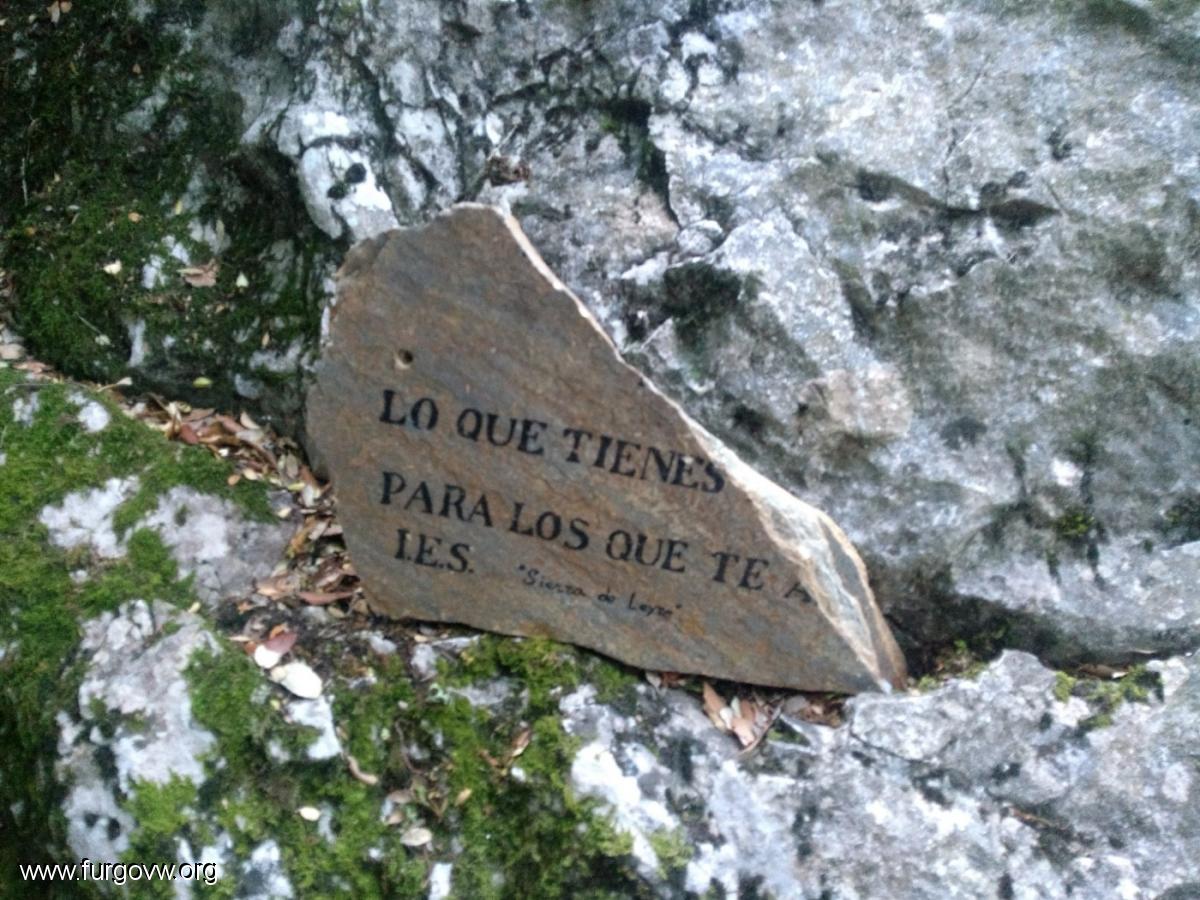 LO QUE TIENES
PARA LOS QUE TE A
I.E.S. "Sierra de Leyre"
www.furgovw.org